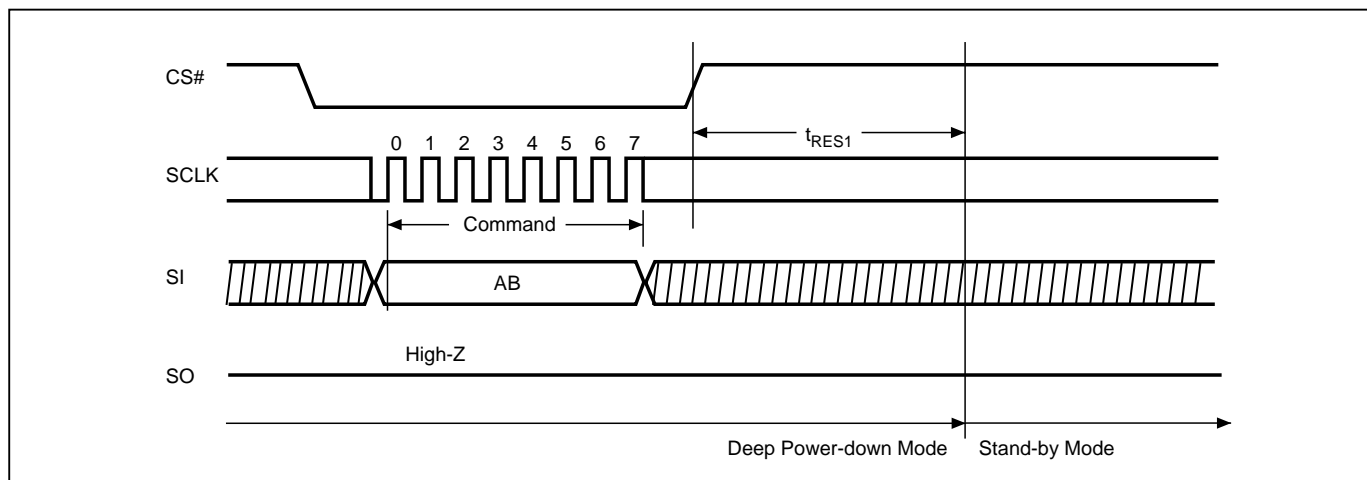 CS#
tRES1
0 1 2 3 4 5 6 7
SCLK
Command
SI
AB
High-Z
SO
Deep Power-down Mode Stand-by Mode